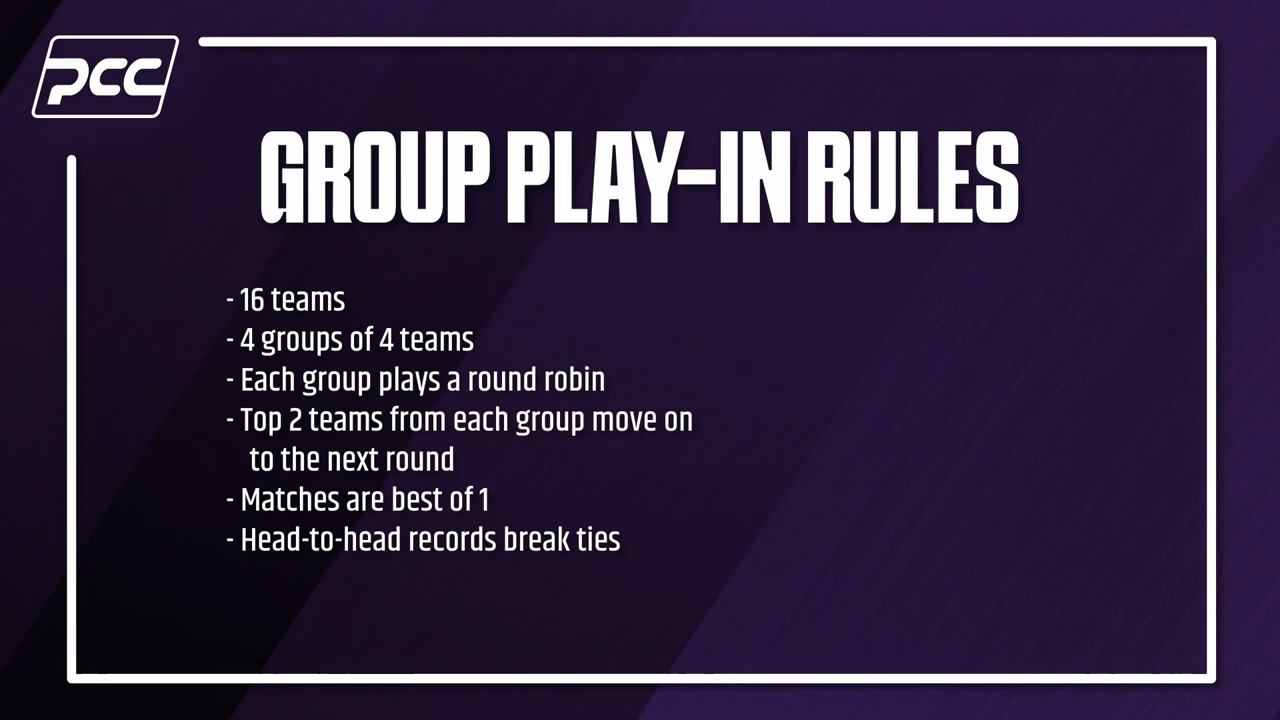 PCC
GROUP PLAY-IN RULES
- 16 teams
- 4 groups of 4 teams
- Each group plays a round robin
- Top 2 teams from each group move on
to the next round
- Matches are best of 1
- Head-to-head records break ties